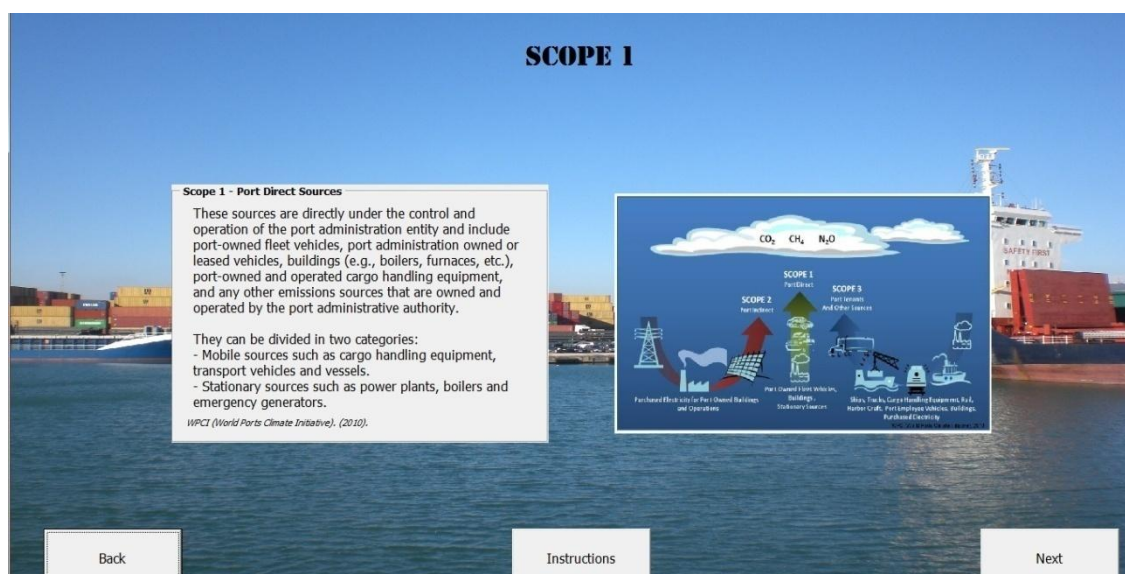 SCOPE 1
Scope 1 - Port Direct Sources
These sources are directly under the control and
operation of the port administration entity and include
port-owned fleet vehicles, port administration owned or
leased vehicles, buildings (e.g., boilers, furnaces, etc.),
port-owned and operated cargo handling equipment,
and any other emissions sources that are owned and
operated by the port administrative authority.
They can be divided in two categories:
- Mobile sources such as cargo handling equipment,
transport vehicles and vessels.
- Stationary sources such as power plants, boilers and
emergency generators.
WPCI (World Ports Climate Initiative). (2010).
CO₂ CH₄ N₂O
SCOPE 1
Port Direct
SCOPE 2
Port Indirect
SCOPE 3
Port Tenants
And Other Sources
Purchased Electricity for Port Owned Buildings
and Operations
Port Owned Fleet Vehicles,
Buildings,
Stationary Sources
Ships, Trucks, Cargo Handling Equipment, Rail,
Harbor Craft, Port Employee Vehicles, Buildings,
Purchased Electricity
SAFETY FIRST
Back
Instructions
Next